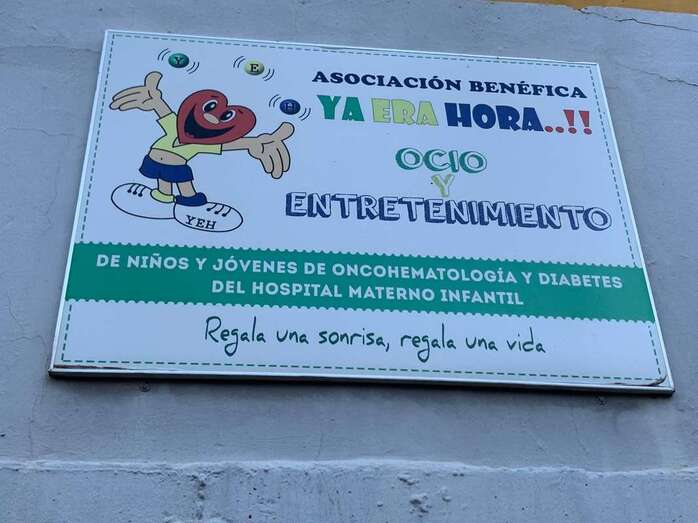 Y E H
ASOCIACIÓN BENÉFICA
YA ERA HORA..!!
OCIO
Y
ENTRETENIMIENTO
YEH
DE NIÑOS Y JÓVENES DE ONCOHEMATOLOGÍA Y DIABETES
DEL HOSPITAL MATERNO INFANTIL
Regala una sonrisa, regala una vida